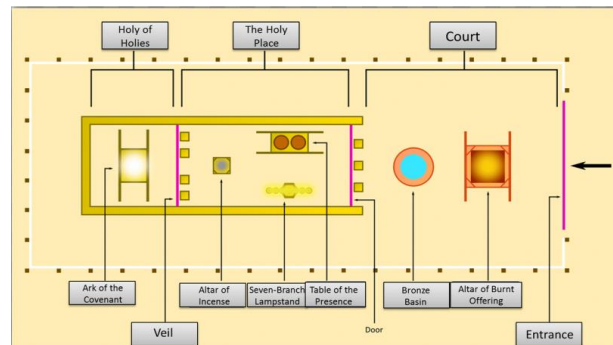 Holy of
Holies
The Holy
Place
Court
Ark of the
Covenant
Altar of
Incense
Seven-Branch
Lampstand
Table of the
Presence
Bronze
Basin
Altar of Burnt
Offering
Veil
Door
Entrance